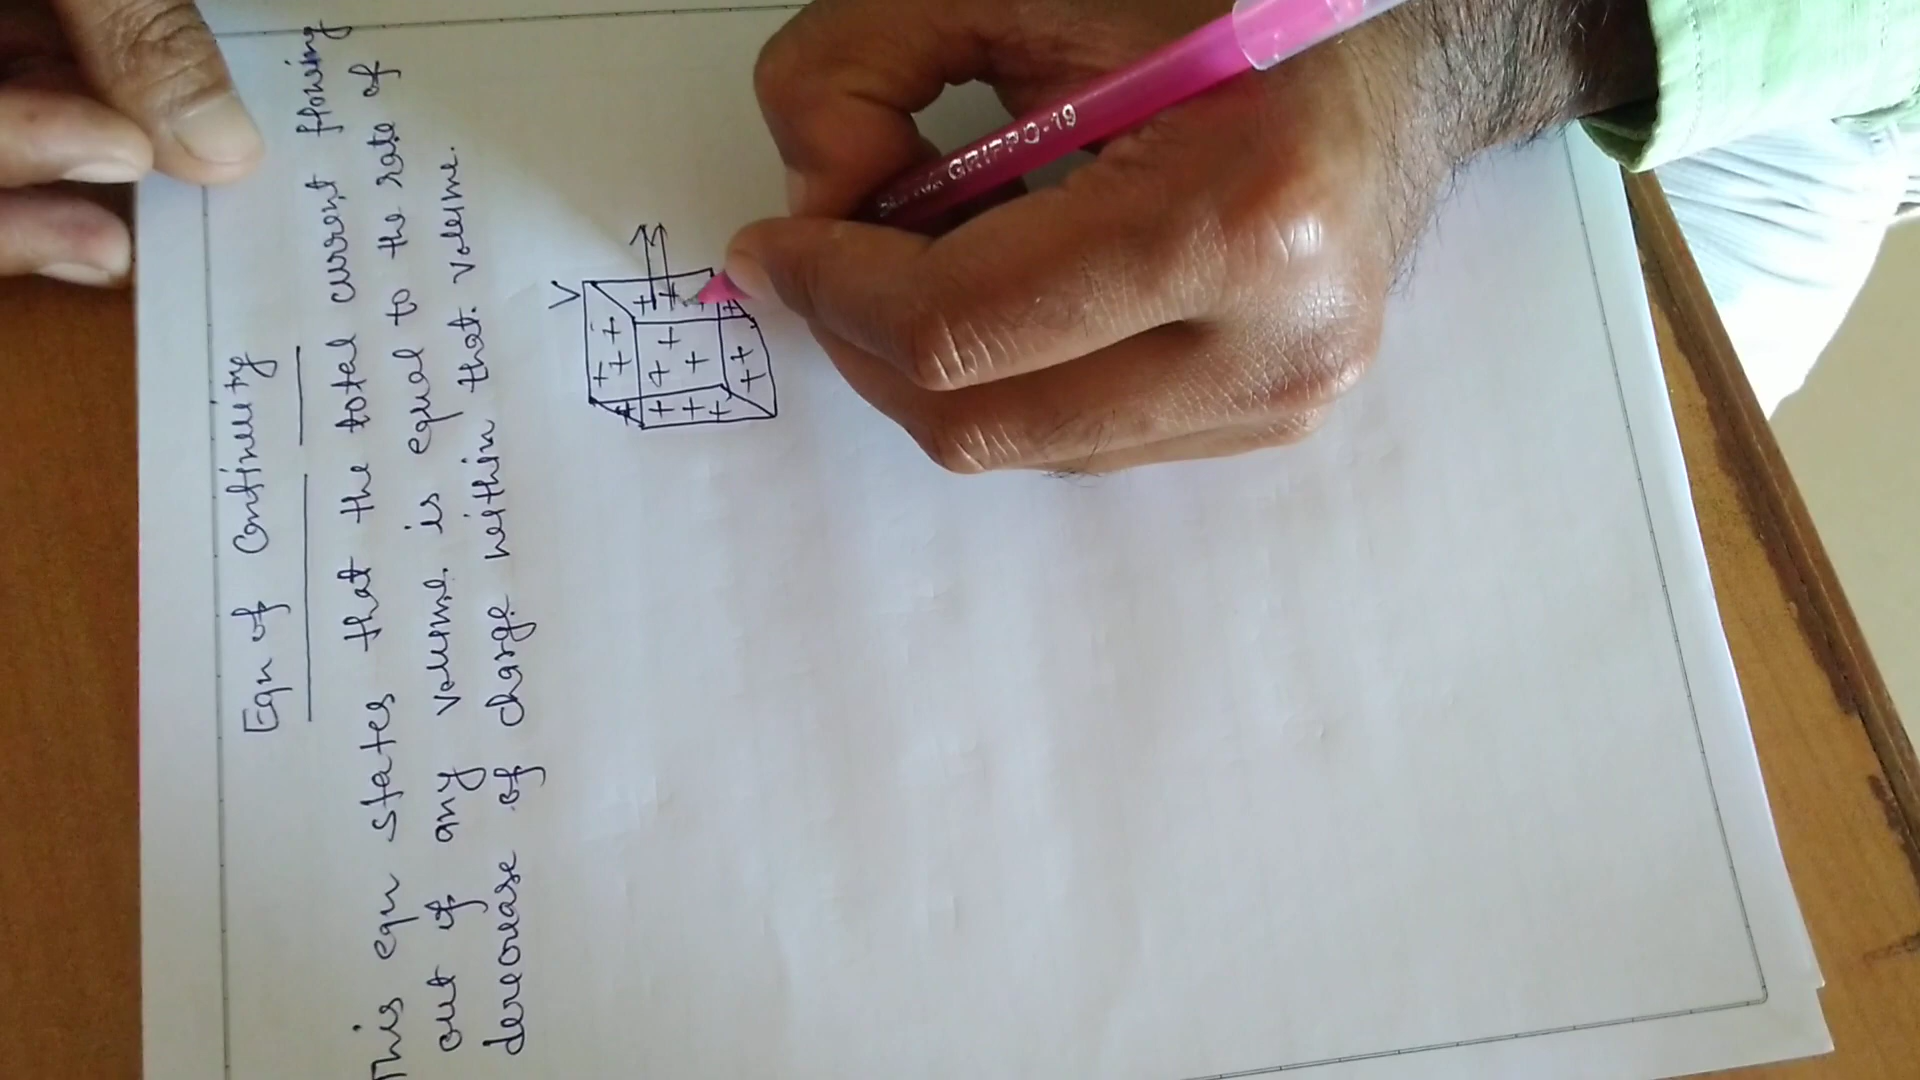 Eqn of Continuity
This eqn states that the total current flowing
out of any volume. is equal to the rate of
decrease of charge within that. volume.
V
+ + + +
+ + + +
+ + + +
+ + + +
+ + + +
GRIPPO-19